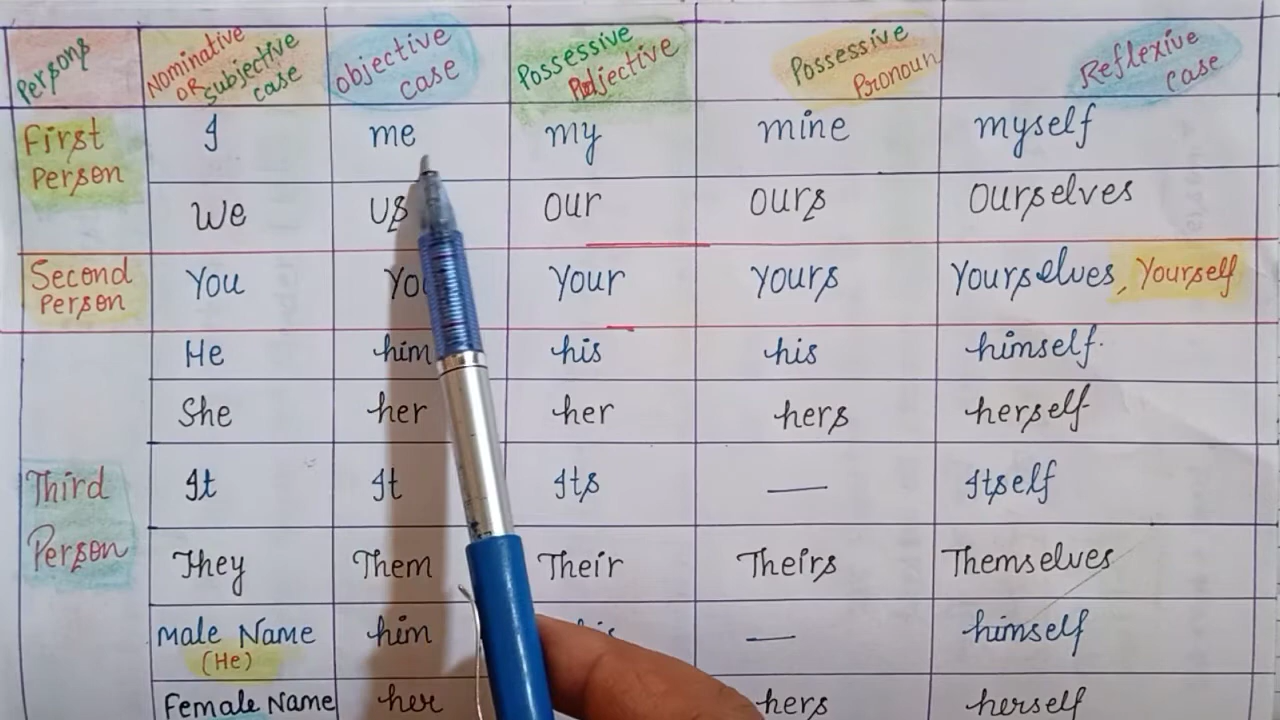 Persons Nominative OR Subjective case objective case Possessive Adjective Possessive Pronoun Reflexive case
First Person I me my mine myself
We us our ours ourselves
Second Person You Your Yours Yourselves, Yourself
He him his his himself.
She her her hers herself
Third Person It It Its — Itself
They Them Their Theirs Themselves
Male Name (He) him — himself
Female Name her hers herself